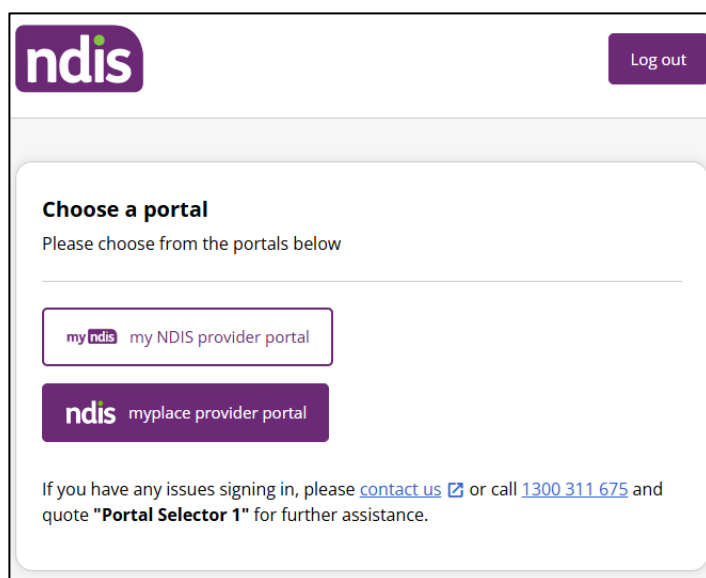 ndis
Log out
Choose a portal
Please choose from the portals below
my ndis my NDIS provider portal
ndis myplace provider portal
If you have any issues signing in, please contact us or call 1300 311 675 and
quote "Portal Selector 1" for further assistance.